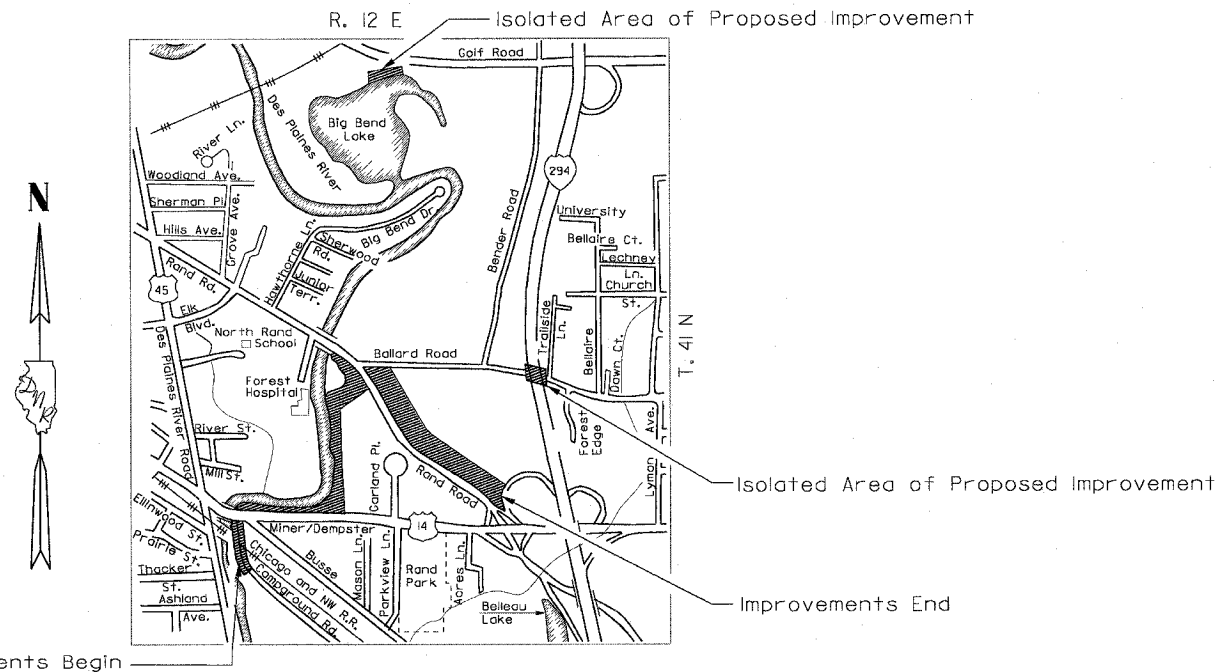 R. 12 E
Isolated Area of Proposed Improvement
Golf Road
Des Plaines River
Big Bend
Lake
River Ln.
294
Woodland Ave.
Sherman Pl.
Hills Ave.
Grove Ave.
Big Bend Dr.
Hawthorne Ln.
Sherwood
Rd.
Junior
Terr.
Bender Road
University
Bellaire Ct.
Lechney
Ln.
Church
St.
N
Rand Rd.
45
Elk
Blvd.
North Rand
School
Ballard Road
Trailside
Ln.
Bellaire
Dawn Ct.
T. 41 N
DNR
Des Plaines River Road
Forest
Hospital
Forest
Edge
Lyman Ave.
River St.
Mill St.
Garland Pl.
Rand Road
Isolated Area of Proposed Improvement
Ellinwood St.
Prairie St.
Miner/Dempster
14
Thacker
St.
Ashland
Ave.
Chicago and NW R.R.
Campground Rd.
Busse
Mason Ln.
Parkview Ln.
Rand
Park
Acres Ln.
Belleau
Lake
Improvements End
ents Begin